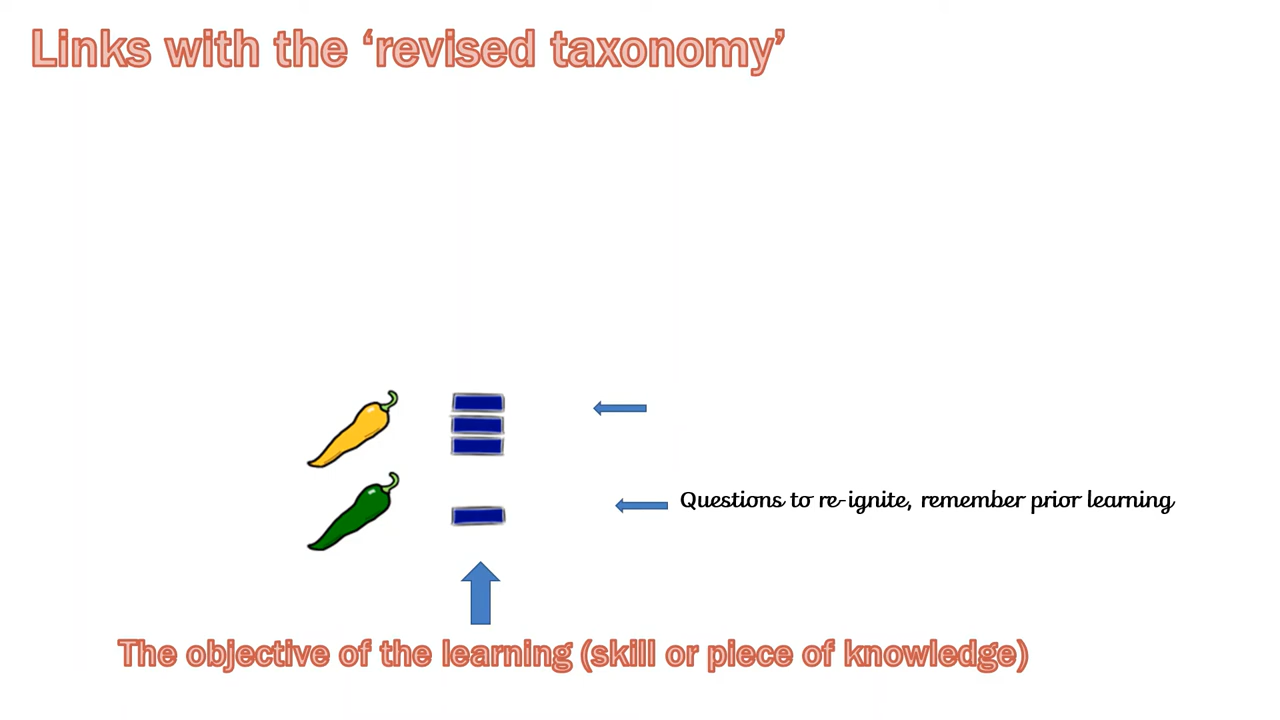 Links with the ‘revised taxonomy’
Questions to re-ignite, remember prior learning
The objective of the learning (skill or piece of knowledge)